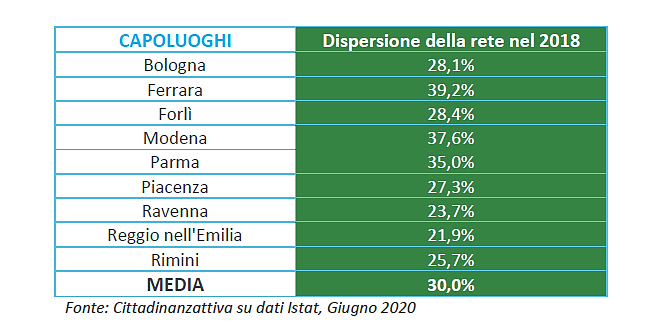 CAPOLUOGHI Dispersione della rete nel 2018
Bologna 28,1%
Ferrara 39,2%
Forlì 28,4%
Modena 37,6%
Parma 35,0%
Piacenza 27,3%
Ravenna 23,7%
Reggio nell'Emilia 21,9%
Rimini 25,7%
MEDIA 30,0%
Fonte: Cittadinanzattiva su dati Istat, Giugno 2020